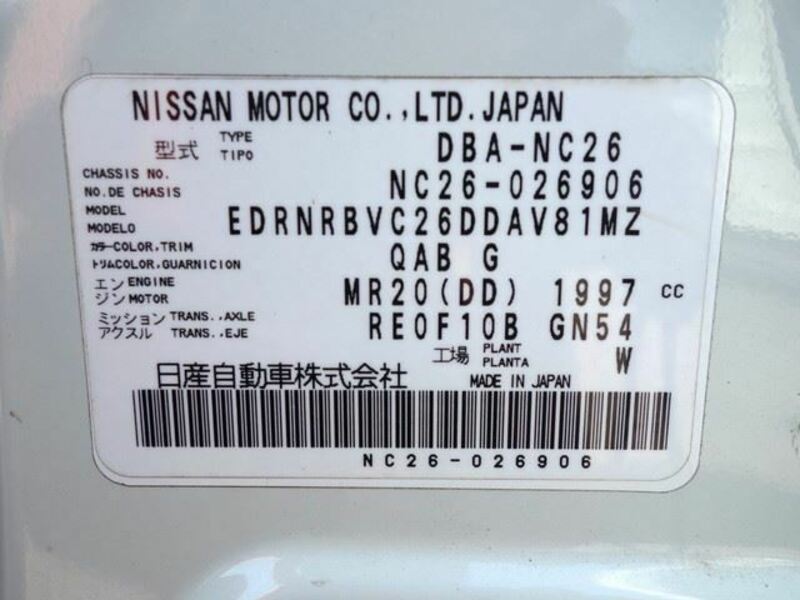 NISSAN MOTOR CO.,LTD.JAPAN
型式 TYPE TIPO DBA-NC26
CHASSIS NO. NO.DE CHASIS NC26-026906
MODEL MODELO EDRNRBVC26DDAV81MZ
カラーCOLOR,TRIM トリムCOLOR,GUARNICION QAB G
エンジン ENGINE MOTOR MR20(DD) 1997 CC
ミッション TRANS.,AXLE アクスル TRANS.,EJE RE0F10B GN54
工場 PLANT PLANTA W
日産自動車株式会社 MADE IN JAPAN
NC26-026906